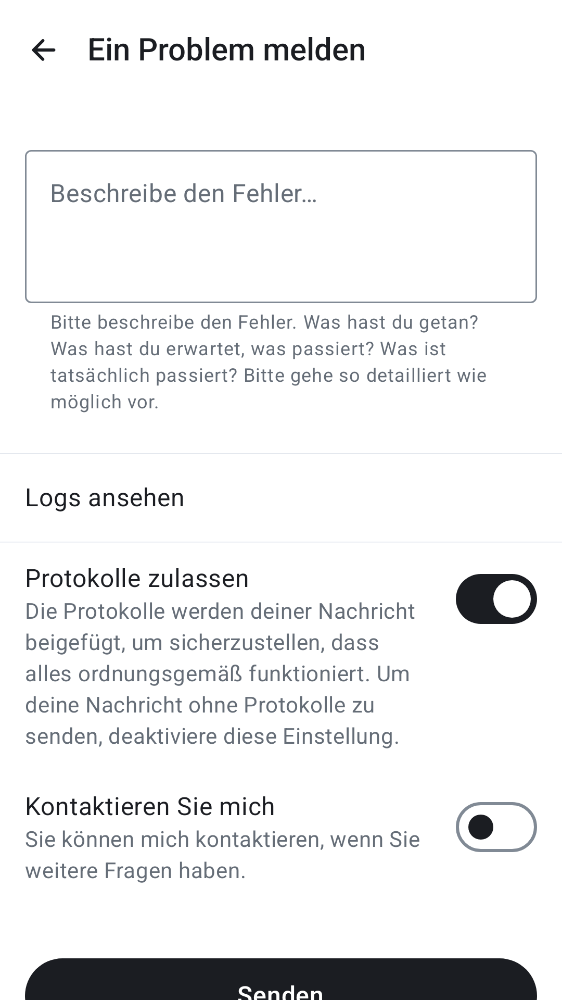 Ein Problem melden
Beschreibe den Fehler…
Bitte beschreibe den Fehler. Was hast du getan?
Was hast du erwartet, was passiert? Was ist
tatsächlich passiert? Bitte gehe so detailliert wie
möglich vor.
Logs ansehen
Protokolle zulassen
Die Protokolle werden deiner Nachricht
beigefügt, um sicherzustellen, dass
alles ordnungsgemäß funktioniert. Um
deine Nachricht ohne Protokolle zu
senden, deaktiviere diese Einstellung.
Kontaktieren Sie mich
Sie können mich kontaktieren, wenn Sie
weitere Fragen haben.
Senden